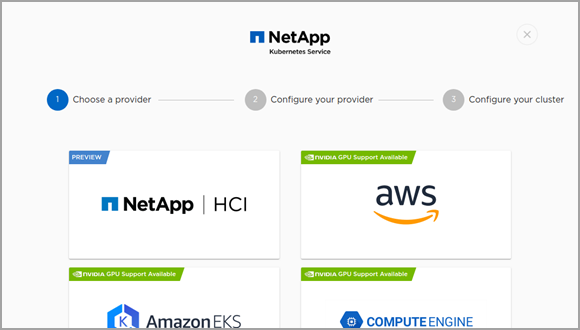 NetApp
Kubernetes Service
1 Choose a provider
2 Configure your provider
3 Configure your cluster
PREVIEW
NVIDIA GPU Support Available
NetApp | HCI
aws
NVIDIA GPU Support Available
NVIDIA GPU Support Available
K Amazon EKS
COMPUTE ENGINE